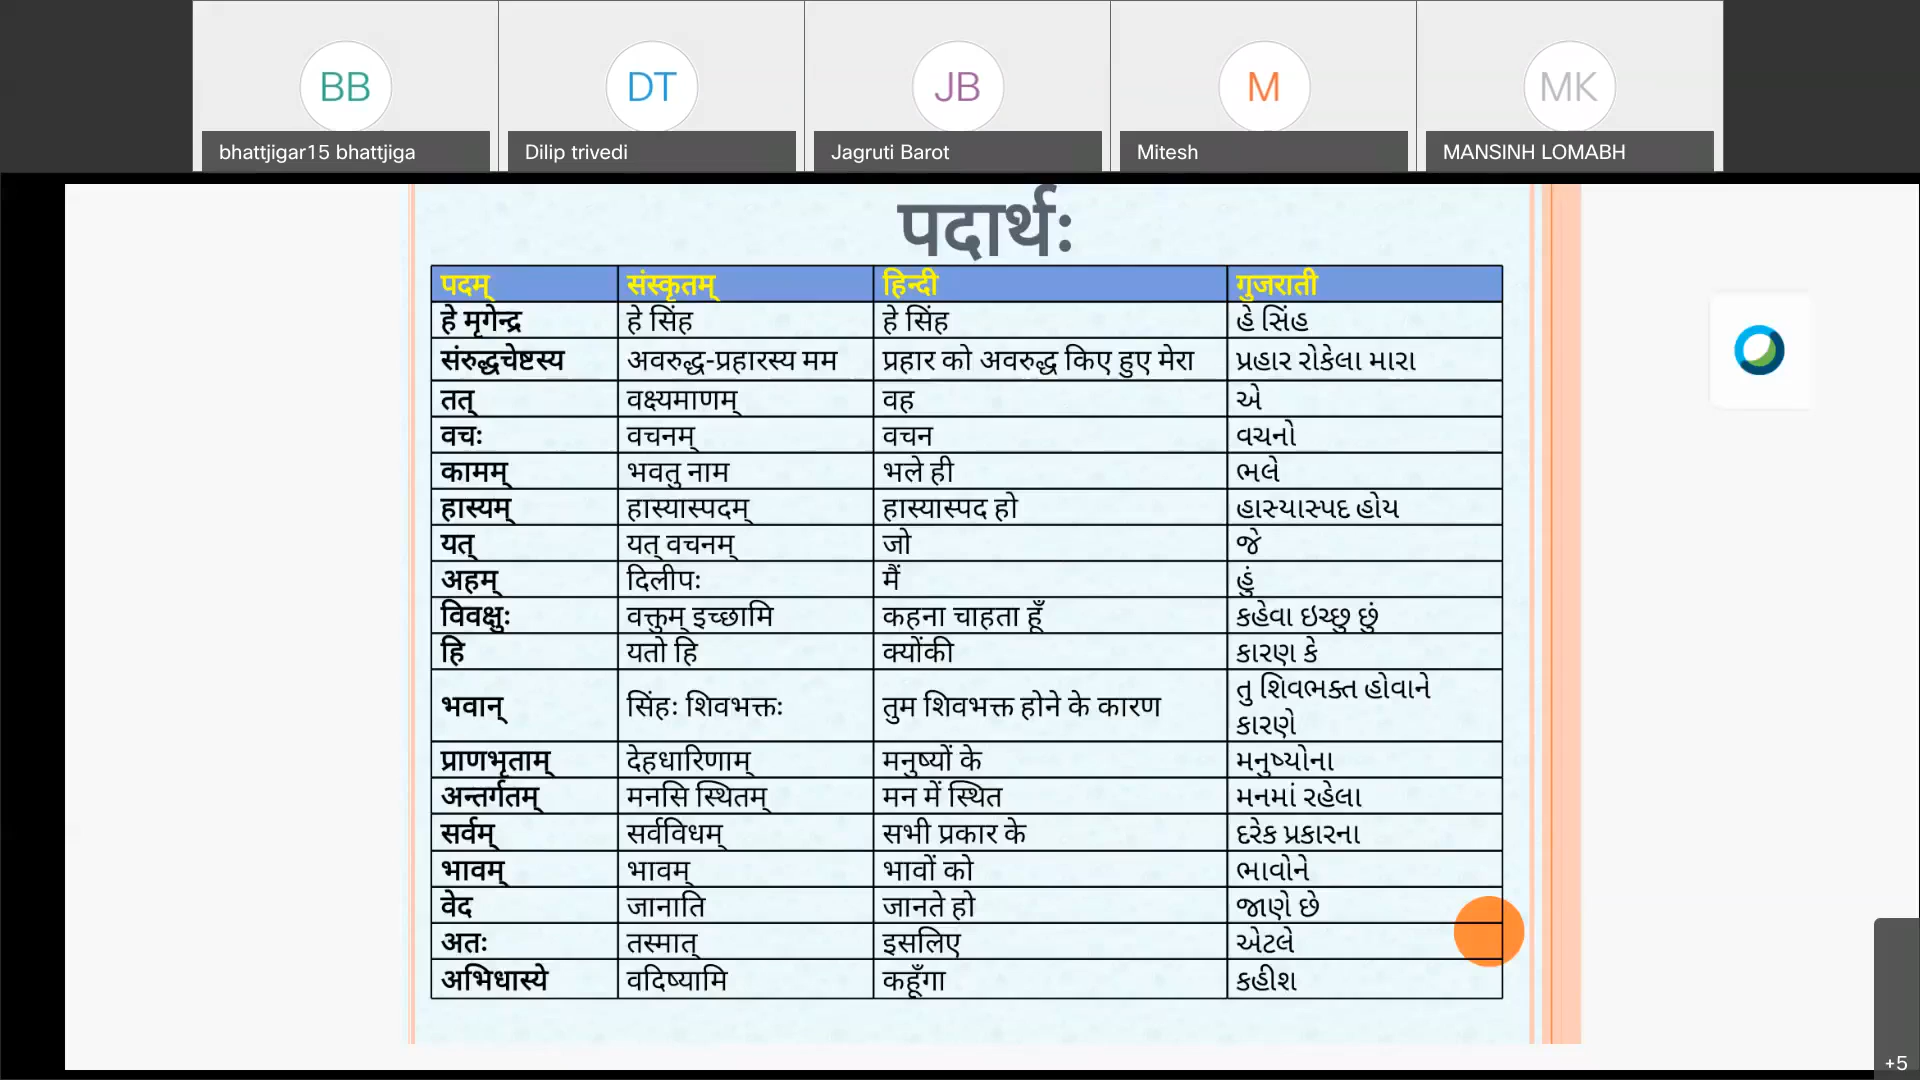 BB DT JB M MK
bhattjigar15 bhattjiga Dilip trivedi Jagruti Barot Mitesh MANSINH LOMABH
पदार्थः
पदम् संस्कृतम् हिन्दी गुजराती
हे मृगेन्द्र हे सिंह हे सिंह હે સિંહ
संरुद्धचेष्टस्य अवरुद्ध-प्रहारस्य मम प्रहार को अवरुद्ध किए हुए मेरा પ્રહાર રોકેલા મારા
तत् वक्ष्यमाणम् वह એ
वचः वचनम् वचन વચનો
कामम् भवतु नाम भले ही ભલે
हास्यम् हास्यास्पदम् हास्यास्पद हो હાસ્યાસ્પદ હોય
यत् यत् वचनम् जो જે
अहम् दिलीपः मैं હું
विवक्षुः वक्तुम् इच्छामि कहना चाहता हूँ કહેવા ઇચ્છુ છું
हि यतो हि क्योंकी કારણ કે
भवान् सिंहः शिवभक्तः तुम शिवभक्त होने के कारण તુ શિવભક્ત હોવાને
કારણે
प्राणभृताम् देहधारिणाम् मनुष्यों के મનુષ્યોના
अन्तर्गतम् मनसि स्थितम् मन में स्थित મનમાં રહેલા
सर्वम् सर्वविधम् सभी प्रकार के દરેક પ્રકારના
भावम् भावम् भावों को ભાવોને
वेद जानाति जानते हो જાણે છે
अतः तस्मात् इसलिए એટલે
अभिधास्ये वदिष्यामि कहूँगा કહીશ
+5